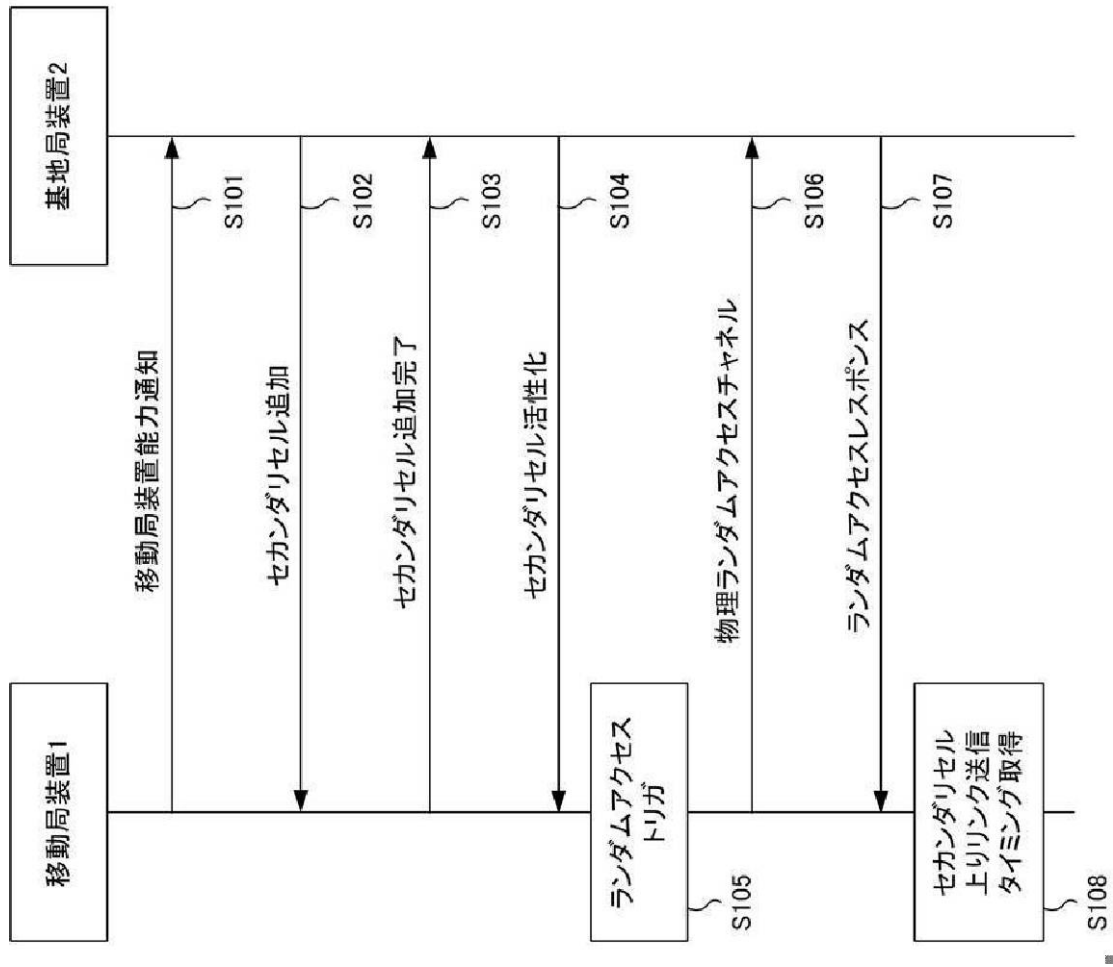 移動局装置1
基地局装置2
移動局装置能力通知
S101
セカンダリセル追加
S102
セカンダリセル追加完了
S103
セカンダリセル活性化
S104
ランダムアクセス
トリガ
S105
物理ランダムアクセスチャネル
S106
ランダムアクセスレスポンス
S107
セカンダリセル
上りリンク送信
タイミング取得
S108